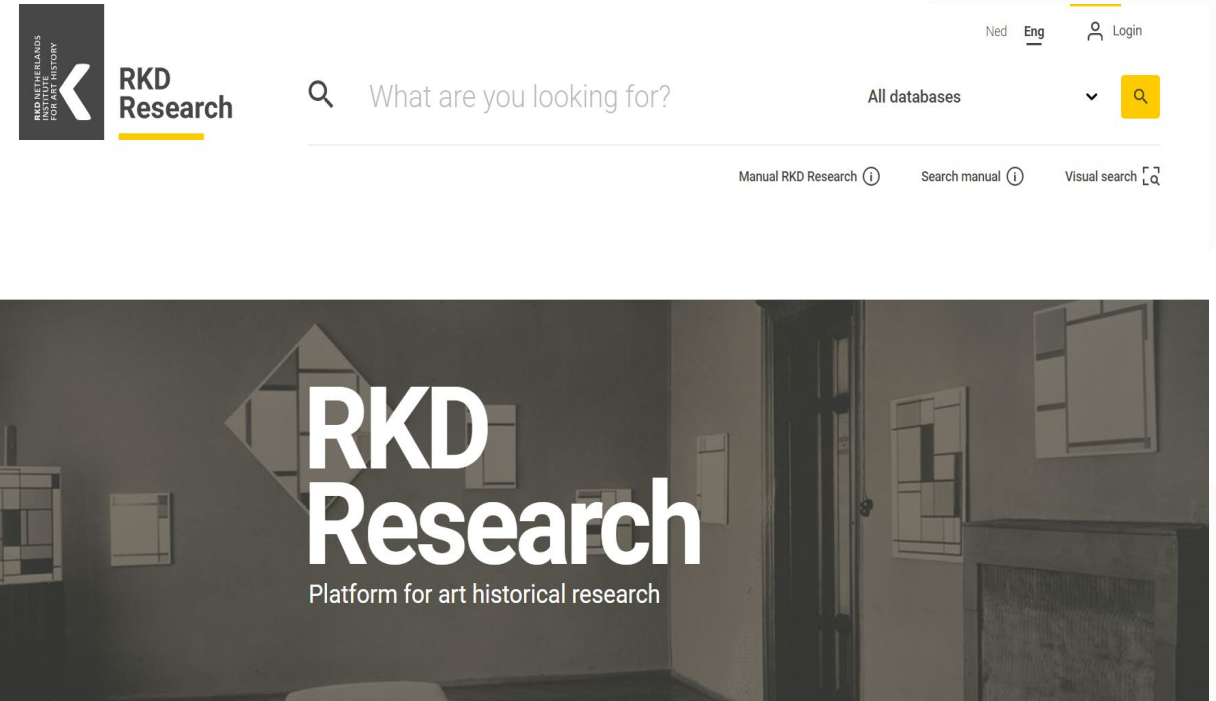 RKD NETHERLANDS
INSTITUTE
FOR ART HISTORY
RKD
Research
Ned Eng Login
What are you looking for? All databases
Manual RKD Research Search manual Visual search
RKD
Research
Platform for art historical research